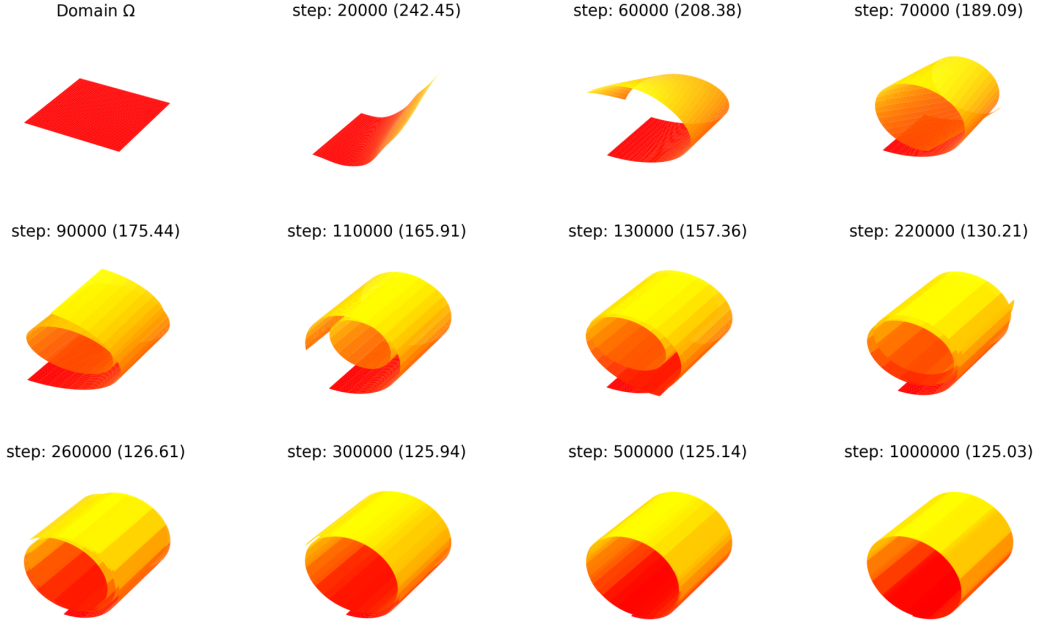 Domain Ω
step: 20000 (242.45)
step: 60000 (208.38)
step: 70000 (189.09)
step: 90000 (175.44)
step: 110000 (165.91)
step: 130000 (157.36)
step: 220000 (130.21)
step: 260000 (126.61)
step: 300000 (125.94)
step: 500000 (125.14)
step: 1000000 (125.03)